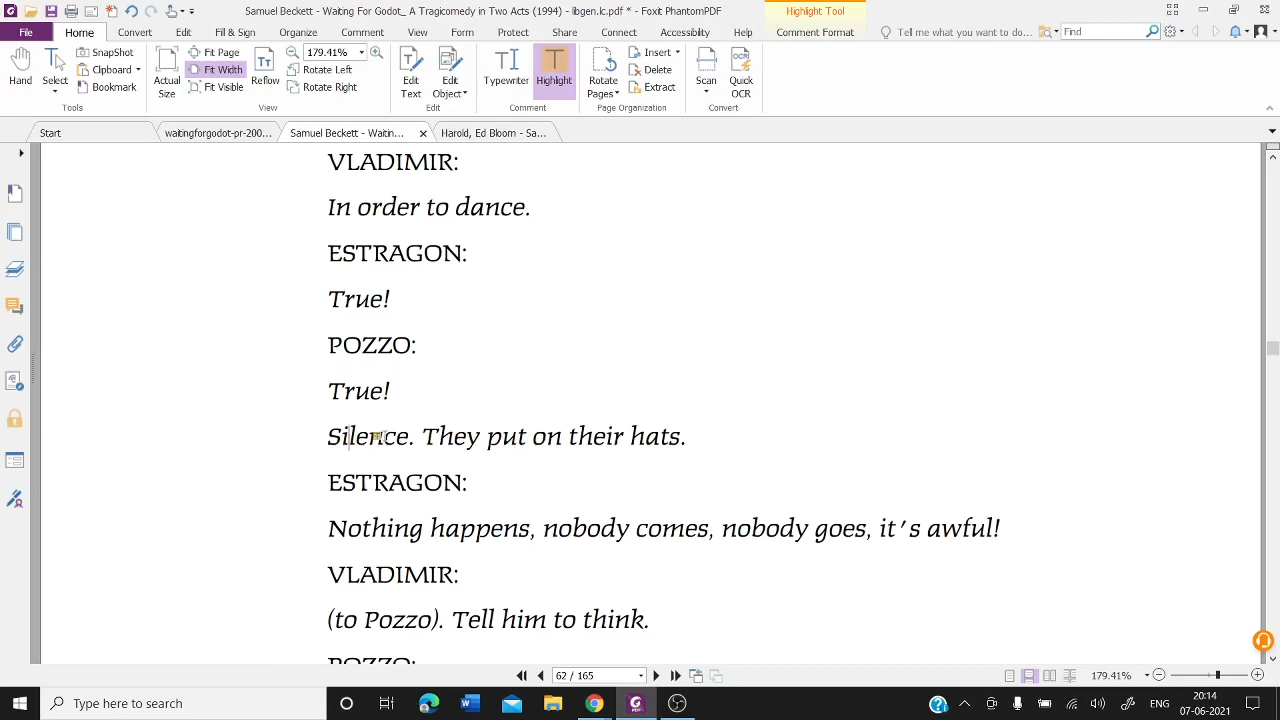 Samuel Beckett - Waiting For Godot_ A Tragicomedy in Two Acts (1994) - libgen.lc.pdf * - Foxit PhantomPDF
Highlight Tool
File Home Convert Edit Fill & Sign Organize Comment View Form Protect Share Connect Accessibility Help Comment Format Tell me what you want to do... Find
SnapShot Fit Page 179.41% Insert
Clipboard Fit Width Rotate Left Delete
Bookmark Fit Visible Rotate Right Extract
Hand Select Actual Size Reflow Edit Text Edit Object Typewriter Highlight Rotate Pages Scan Quick OCR
Tools View Edit Comment Page Organization Convert
Start waitingforgodot-pr-200... Samuel Beckett - Waitin... Harold, Ed Bloom - Sa...
VLADIMIR:
In order to dance.
ESTRAGON:
True!
POZZO:
True!
Silence. They put on their hats.
ESTRAGON:
Nothing happens, nobody comes, nobody goes, it's awful!
VLADIMIR:
(to Pozzo). Tell him to think.
POZZO:
62 / 165 179.41%
Type here to search ENG 20:14
07-06-2021